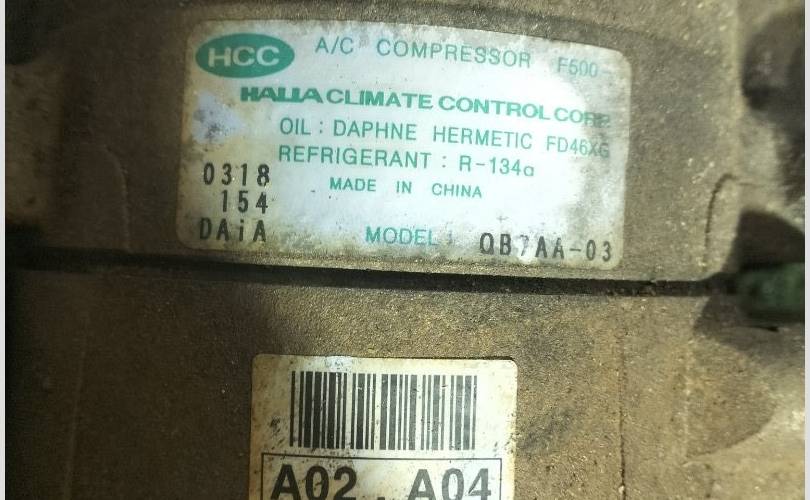 HCC A/C COMPRESSOR F500-
HALLA CLIMATE CONTROL CORP.
OIL : DAPHNE HERMETIC FD46XG
REFRIGERANT : R-134a
0318
MADE IN CHINA
154
DAiA MODEL : QB7AA-03
A02 , A04